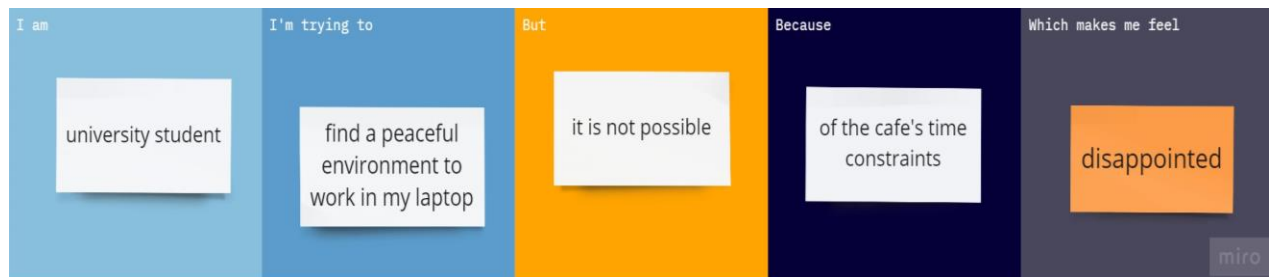 I am
university student
I'm trying to
find a peaceful
environment to
work in my laptop
But
it is not possible
Because
of the cafe's time
constraints
Which makes me feel
disappointed
miro